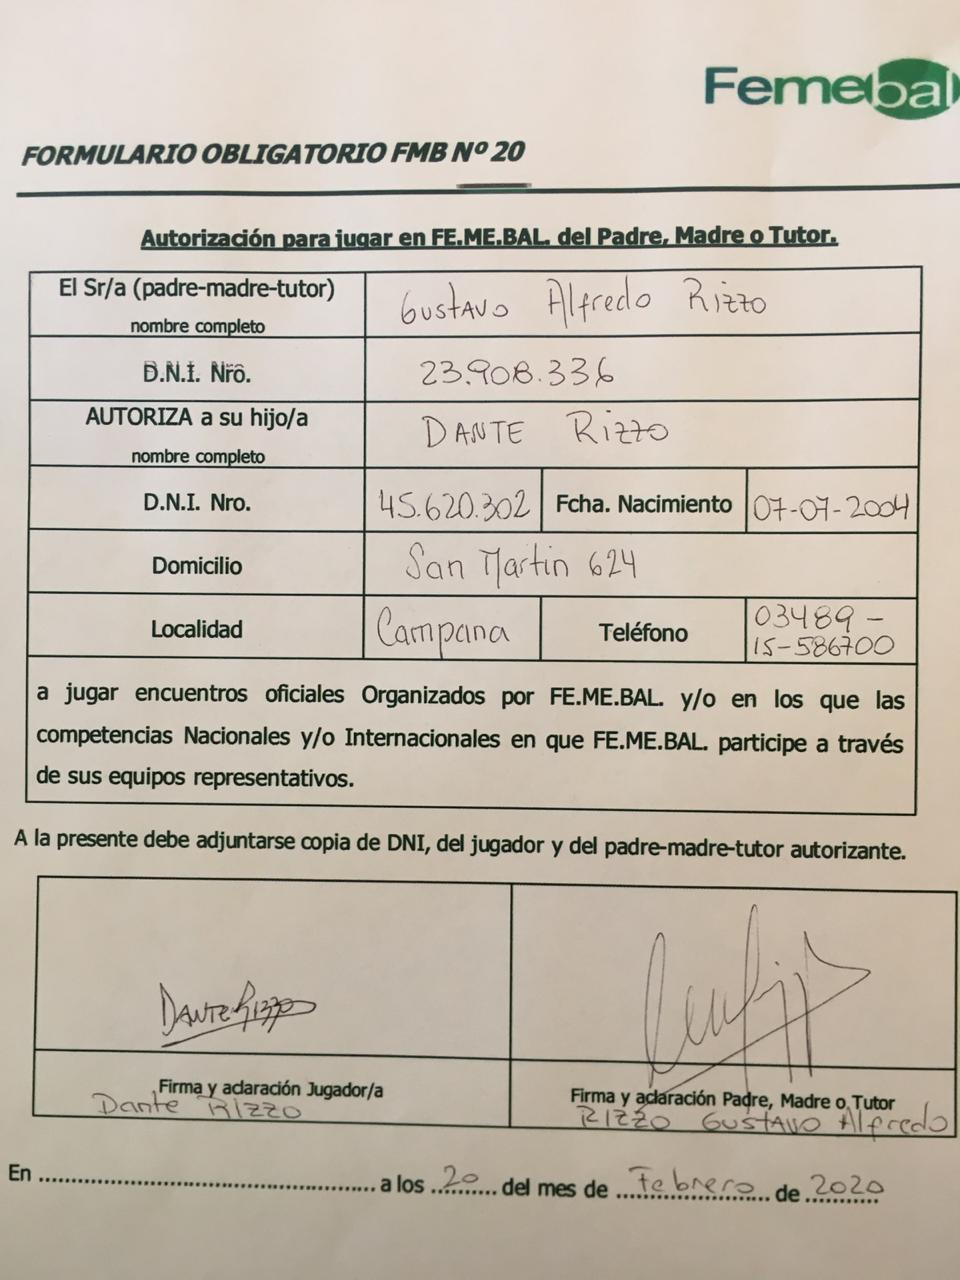 Femebal
FORMULARIO OBLIGATORIO FMB Nº 20
Autorización para jugar en FE.ME.BAL. del Padre, Madre o Tutor.
El Sr/a (padre-madre-tutor)
nombre completo
Gustavo Alfredo Rizzo
D.N.I. Nro.
23.908.336
AUTORIZA a su hijo/a
nombre completo
DANTE Rizzo
D.N.I. Nro.
45.620.302
Fcha. Nacimiento
07-07-2004
Domicilio
San Martin 624
Localidad
Campana
Teléfono
03489-
15-586700
a jugar encuentros oficiales Organizados por FE.ME.BAL. y/o en los que las
competencias Nacionales y/o Internacionales en que FE.ME.BAL. participe a través
de sus equipos representativos.
A la presente debe adjuntarse copia de DNI, del jugador y del padre-madre-tutor autorizante.
DANTE Rizzo
Firma y aclaración Jugador/a
Dante RIZZO
Firma y aclaración Padre, Madre o Tutor
RIZZO Gustavo Alfredo
En ................................................ a los 20 del mes de Febrero de 2020